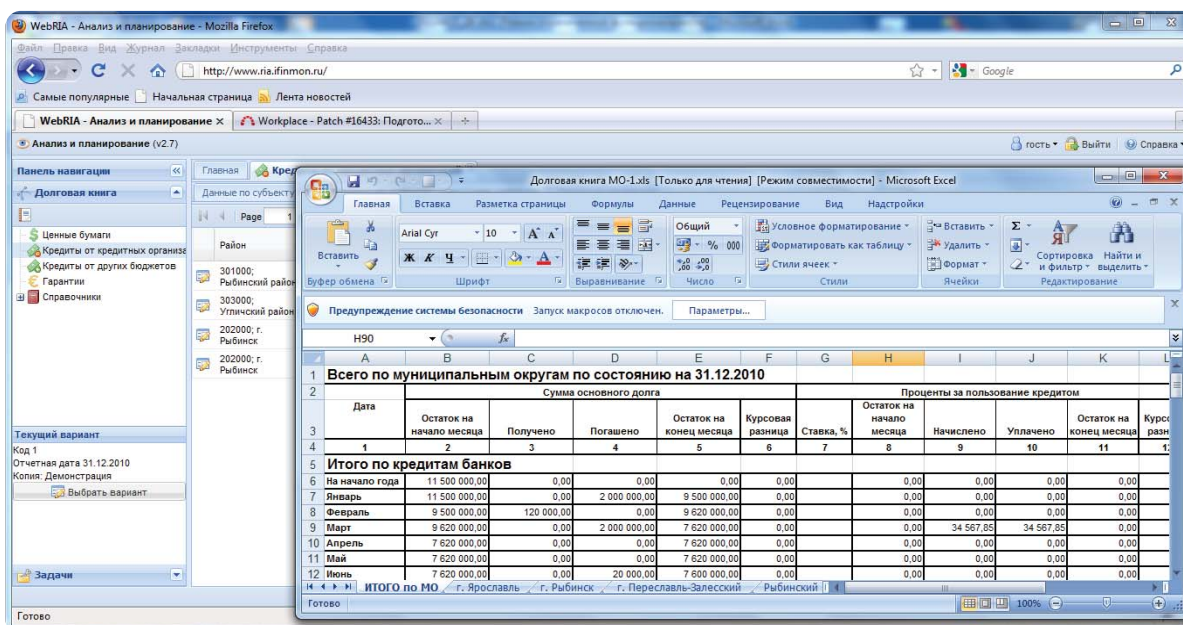 WebRIA - Анализ и планирование - Mozilla Firefox
Файл Правка Вид Журнал Закладки Инструменты Справка
http://www.ria.ifinmon.ru/
Google
Самые популярные Начальная страница Лента новостей
WebRIA - Анализ и планирование × Workplace - Patch #16433: Подгото... ×
Анализ и планирование (v2.7)
гость Выйти Справка
Панель навигации
Долговая книга
Ценные бумаги
Кредиты от кредитных организа
Кредиты от других бюджетов
Гарантии
Справочники
Текущий вариант
Код 1
Отчетная дата 31.12.2010
Копия: Демонстрация
Выбрать вариант
Задачи
Готово
Главная Кред
Данные по субъекту
Page 1
Район
301000;
Рыбинский район
303000;
Угличский район
202000; г.
Рыбинск
202000; г.
Рыбинск
Долговая книга МО-1.xls [Только для чтения] [Режим совместимости] - Microsoft Excel
Главная Вставка Разметка страницы Формулы Данные Рецензирование Вид Надстройки
Вставить
Буфер обмена
Arial Cyr 10
Ж К Ч
Шрифт
Выравнивание
Общий
% 000
Число
Условное форматирование
Форматировать как таблицу
Стили ячеек
Стили
Вставить
Удалить
Формат
Ячейки
Сортировка и фильтр
Найти и выделить
Редактирование
Предупреждение системы безопасности Запуск макросов отключен. Параметры...
H90 fx
A B C D E F G H I J K L
1 Всего по муниципальным округам по состоянию на 31.12.2010
2 Сумма основного долга Проценты за пользование кредитом
3 Дата Остаток на начало месяца Получено Погашено Остаток на конец месяца Курсовая разница Ставка, % Остаток на начало месяца Начислено Уплачено Остаток на конец месяца Курсо разн
4 1 2 3 4 5 6 7 8 9 10 11 1
5 Итого по кредитам банков
6 На начало года 11 500 000,00 0,00 0,00 0,00 0,00 0,00 0,00 0,00 0,00
7 Январь 11 500 000,00 0,00 2 000 000,00 9 500 000,00 0,00 0,00 0,00 0,00 0,00
8 Февраль 9 500 000,00 120 000,00 0,00 9 620 000,00 0,00 0,00 0,00 0,00 0,00
9 Март 9 620 000,00 0,00 2 000 000,00 7 620 000,00 0,00 0,00 34 567,85 34 567,85 0,00
10 Апрель 7 620 000,00 0,00 0,00 7 620 000,00 0,00 0,00 0,00 0,00 0,00
11 Май 7 620 000,00 0,00 0,00 7 620 000,00 0,00 0,00 0,00 0,00 0,00
12 Июнь 7 620 000,00 0,00 20 000,00 7 600 000,00 0,00 0,00 0,00 0,00 0,00
ИТОГО по МО г. Ярославль г. Рыбинск г. Переславль-Залесский Рыбинский
Готово 100%